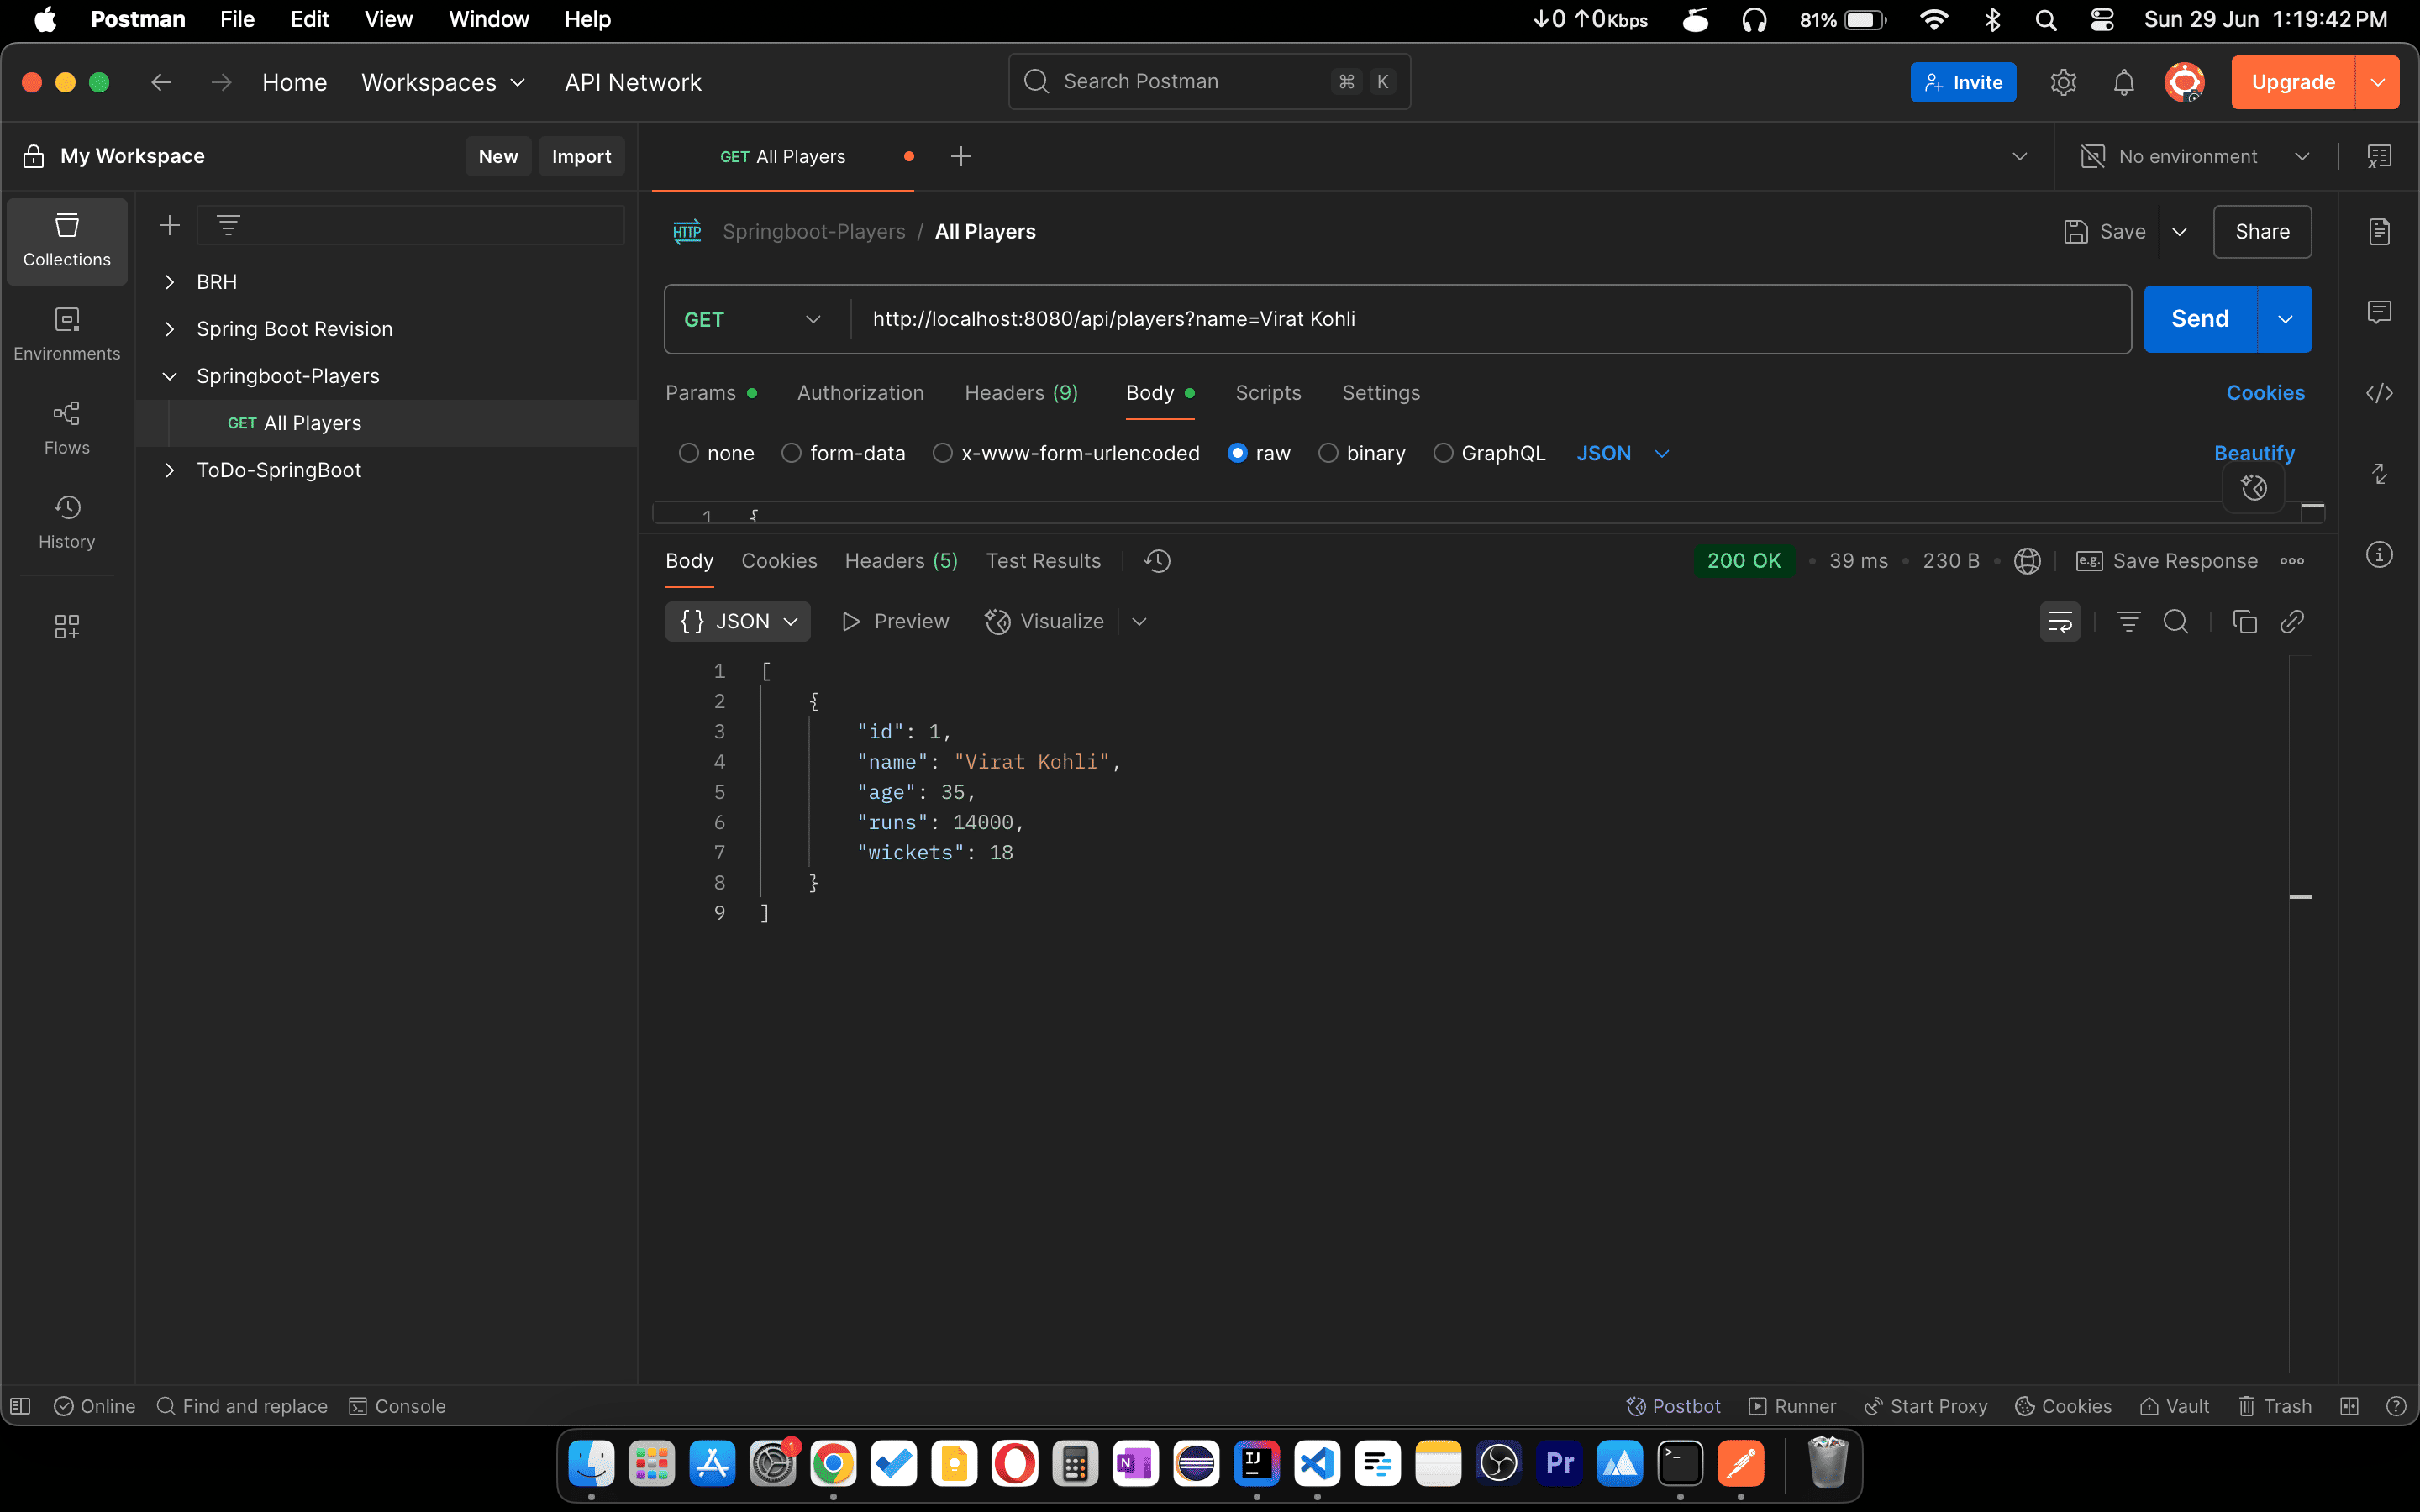 Postman File Edit View Window Help ↓0 ↑0Kbps 81% Sun 29 Jun 1:19:42 PM
Home Workspaces API Network Search Postman ⌘ K Invite Upgrade
My Workspace New Import GET All Players No environment
Collections
Environments
Flows
History
BRH
Spring Boot Revision
Springboot-Players
GET All Players
ToDo-SpringBoot
HTTP Springboot-Players / All Players Save Share
GET http://localhost:8080/api/players?name=Virat Kohli Send
Params Authorization Headers (9) Body Scripts Settings Cookies
none form-data x-www-form-urlencoded raw binary GraphQL JSON Beautify
1 {
Body Cookies Headers (5) Test Results 200 OK • 39 ms • 230 B • e.g. Save Response
{} JSON Preview Visualize
1 [
2 {
3 "id": 1,
4 "name": "Virat Kohli",
5 "age": 35,
6 "runs": 14000,
7 "wickets": 18
8 }
9 ]
Online Find and replace Console Postbot Runner Start Proxy Cookies Vault Trash
1 N IJ >- Pr